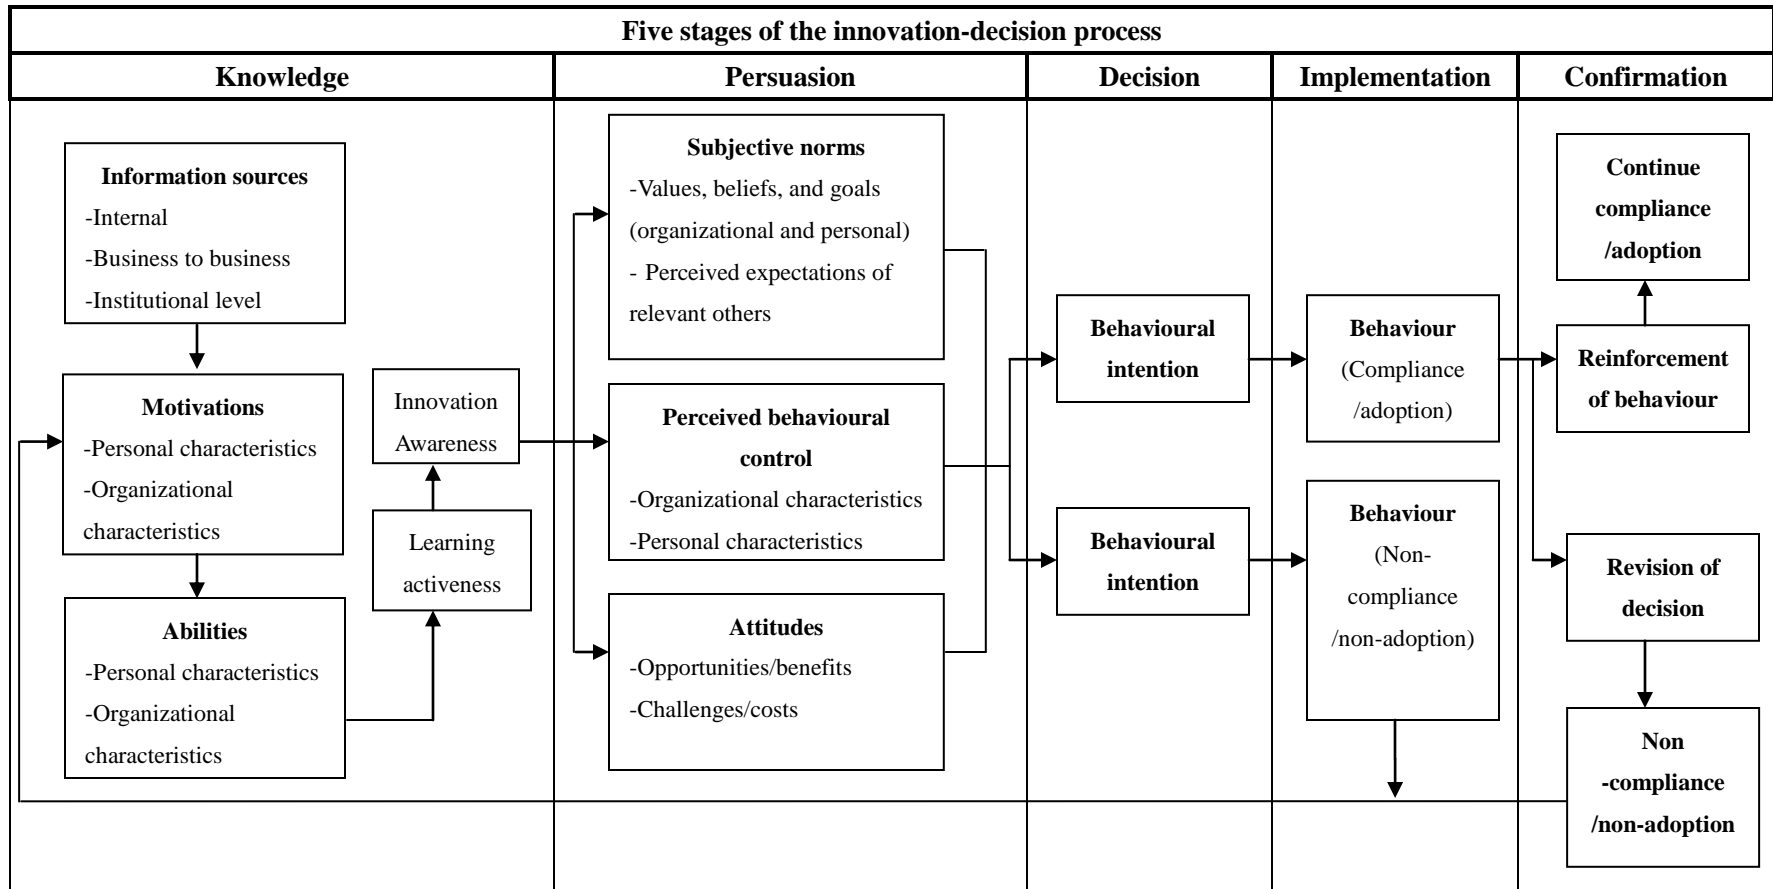 Five stages of the innovation-decision process
Knowledge
Persuasion
Decision
Implementation
Confirmation
Information sources
-Internal
-Business to business
-Institutional level
Motivations
-Personal characteristics
-Organizational
characteristics
Abilities
-Personal characteristics
-Organizational
characteristics
Innovation
Awareness
Learning
activeness
Subjective norms
-Values, beliefs, and goals
(organizational and personal)
- Perceived expectations of
relevant others
Perceived behavioural
control
-Organizational characteristics
-Personal characteristics
Attitudes
-Opportunities/benefits
-Challenges/costs
Behavioural
intention
Behavioural
intention
Behaviour
(Compliance
/adoption)
Behaviour
(Non-
compliance
/non-adoption)
Continue
compliance
/adoption
Reinforcement
of behaviour
Revision of
decision
Non
-compliance
/non-adoption